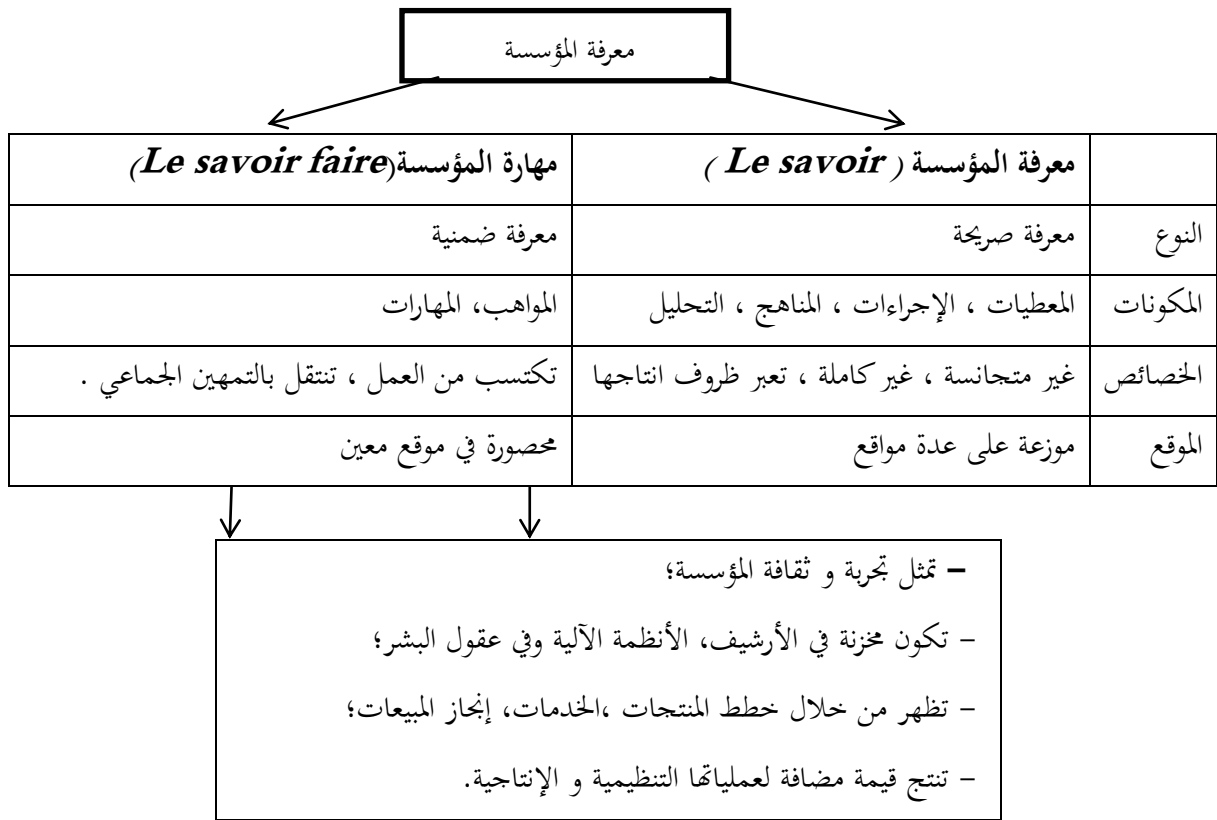 معرفة المؤسسة
معرفة المؤسسة ( Le savoir )
مهارة المؤسسة(Le savoir faire)
النوع
معرفة صريحة
معرفة ضمنية
المكونات
المعطيات ، الإجراءات ، المناهج ، التحليل
المواهب، المهارات
الخصائص
غير متجانسة ، غير كاملة ، تعبر ظروف انتاجها
تكتسب من العمل ، تنتقل بالتمهين الجماعي .
الموقع
موزعة على عدة مواقع
محصورة في موقع معين
– تمثل تجربة و ثقافة المؤسسة؛
– تكون مخزنة في الأرشيف، الأنظمة الآلية وفي عقول البشر؛
– تظهر من خلال خطط المنتجات ،الخدمات، إنجاز المبيعات؛
– تنتج قيمة مضافة لعملياتها التنظيمية و الإنتاجية.